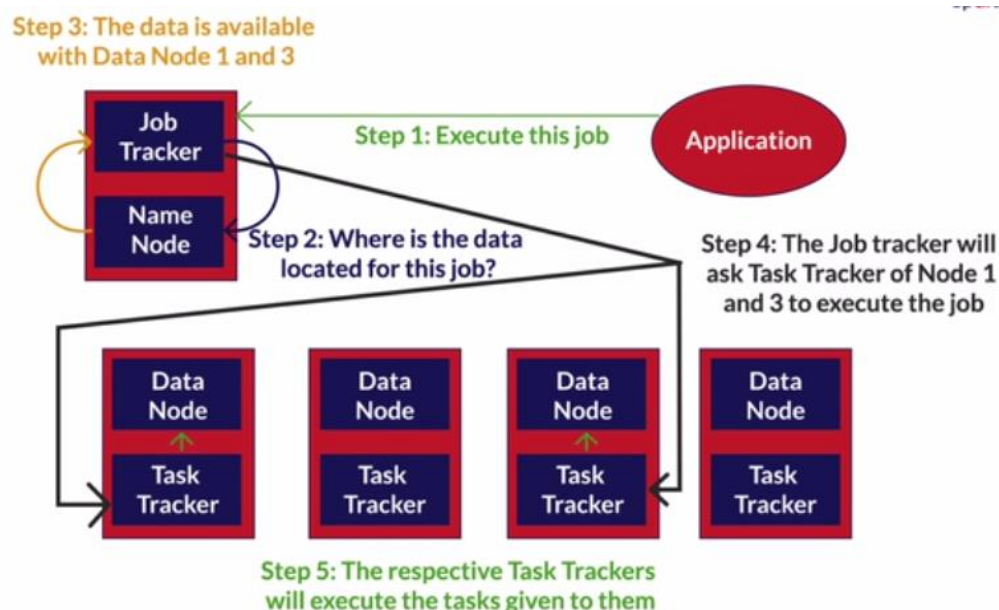 Step 3: The data is available
with Data Node 1 and 3
Job
Tracker
Step 1: Execute this job
Application
Name
Node
Step 2: Where is the data
located for this job?
Step 4: The Job tracker will
ask Task Tracker of Node 1
and 3 to execute the job
Data
Node
Task
Tracker
Data
Node
Task
Tracker
Data
Node
Task
Tracker
Data
Node
Task
Tracker
Step 5: The respective Task Trackers
will execute the tasks given to them